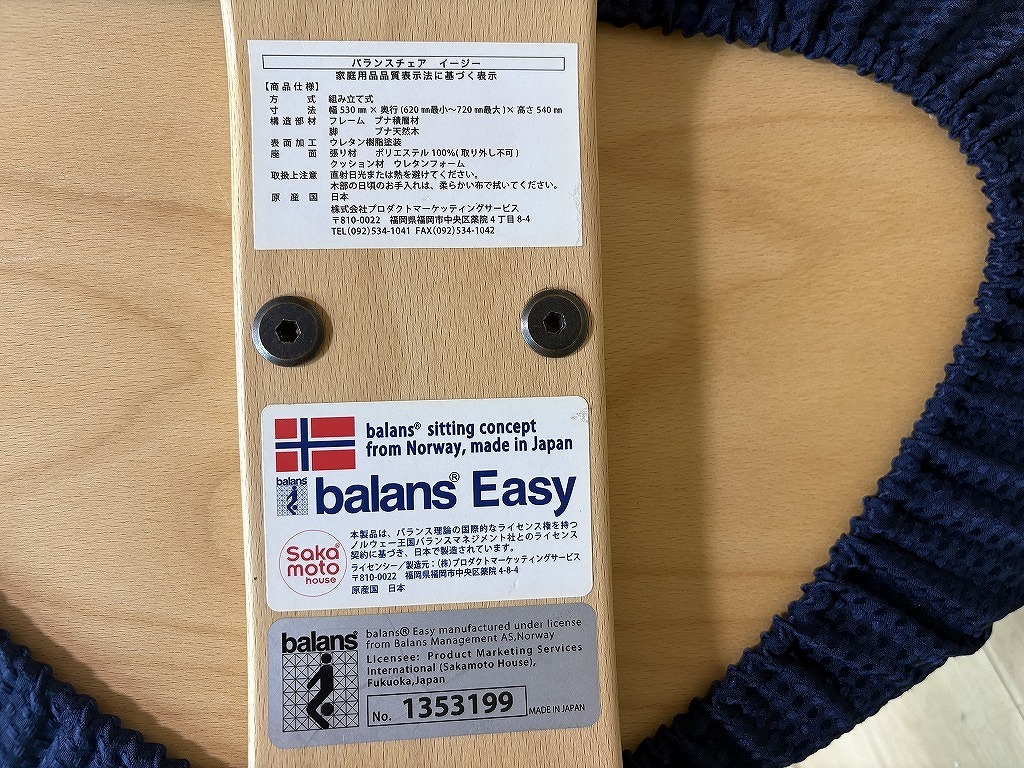 バランスチェア　イージー
家庭用品品質表示法に基づく表示
【商品仕様】
方　　式　組み立て式
寸　　法　幅 530 ㎜ × 奥行 (620 ㎜最小～720 ㎜最大 )× 高さ 540 ㎜
構造部材　フレーム　ブナ積層材
脚　　　ブナ天然木
表面加工　ウレタン樹脂塗装
座　　面　張り材　　ポリエステル 100%( 取り外し不可 )
クッション材　ウレタンフォーム
取扱上注意　直射日光または熱を避けてください。
木部の日頃のお手入れは、柔らかい布で拭いてください。
原 産 国　日本
株式会社プロダクトマーケッティングサービス
〒810-0022　福岡県福岡市中央区薬院 4 丁目 8-4
TEL(092)534-1041 FAX(092)534-1042
balans® sitting concept
from Norway, made in Japan
balans
balans® Easy
本製品は、バランス理論の国際的なライセンス権を持つ
ノルウェー王国バランスマネジメント社とのライセンス
契約に基づき、日本で製造されています。
Saka
moto
house
ライセンシー／製造元：(株)プロダクトマーケッティングサービス
〒810-0022　福岡県福岡市中央区薬院 4-8-4
原産国　日本
balans®
balans® Easy manufactured under license
from Balans Management AS,Norway
Licensee: Product Marketing Services
International (Sakamoto House),
Fukuoka,Japan
No. 1353199
MADE IN JAPAN